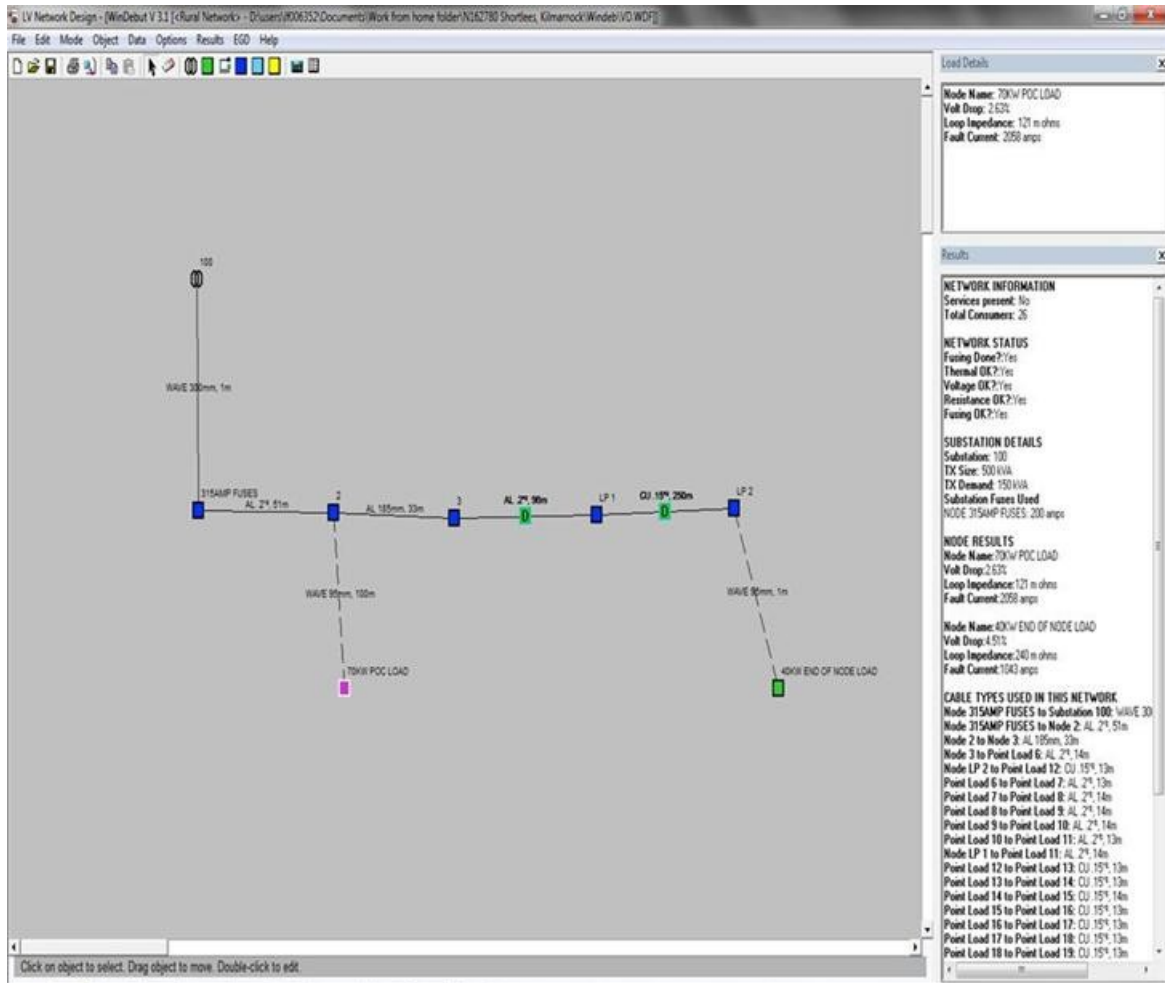 LV Network Design - [WinDebut V 3.1 [<Rural Network> - D:\users\lf006352\Documents\Work from home folder\N162780 Shortlees, Kilmarnock\Windeb\VD.WDF]]
File Edit Mode Object Data Options Results EGD Help
Load Details
Node Name: 70KW POC LOAD
Volt Drop: 2.63%
Loop Impedance: 121 m ohms
Fault Current: 2058 amps
100
WAVE 300mm, 1m
315AMP FUSES
AL .2", 51m
2
AL 185mm, 33m
3
AL .2", 96m
LP 1
CU .15", 250m
LP 2
WAVE 95mm, 100m
WAVE 95mm, 1m
70KW POC LOAD
40KW END OF NODE LOAD
Results
NETWORK INFORMATION
Services present: No
Total Consumers: 26
NETWORK STATUS
Fusing Done?:Yes
Thermal OK?:Yes
Voltage OK?:Yes
Resistance OK?:Yes
Fusing OK?:Yes
SUBSTATION DETAILS
Substation: 100
TX Size: 500 kVA
TX Demand: 150 kVA
Substation Fuses Used
NODE 315AMP FUSES: 200 amps
NODE RESULTS
Node Name:70KW POC LOAD
Volt Drop:2.63%
Loop Impedance:121 m ohms
Fault Current:2058 amps
Node Name:40KW END OF NODE LOAD
Volt Drop:4.51%
Loop Impedance:240 m ohms
Fault Current:1043 amps
CABLE TYPES USED IN THIS NETWORK
Node 315AMP FUSES to Substation 100: WAVE 30
Node 315AMP FUSES to Node 2: AL .2", 51m
Node 2 to Node 3: AL 185mm, 33m
Node 3 to Point Load 6: AL .2", 14m
Node LP 2 to Point Load 12: CU .15", 13m
Point Load 6 to Point Load 7: AL .2", 13m
Point Load 7 to Point Load 8: AL .2", 14m
Point Load 8 to Point Load 9: AL .2", 14m
Point Load 9 to Point Load 10: AL .2", 14m
Point Load 10 to Point Load 11: AL .2", 13m
Node LP 1 to Point Load 11: AL .2", 14m
Point Load 12 to Point Load 13: CU .15", 13m
Point Load 13 to Point Load 14: CU .15", 13m
Point Load 14 to Point Load 15: CU .15", 14m
Point Load 15 to Point Load 16: CU .15", 13m
Point Load 16 to Point Load 17: CU .15", 13m
Point Load 17 to Point Load 18: CU .15", 13m
Point Load 18 to Point Load 19: CU .15", 13m
Click on object to select. Drag object to move. Double-click to edit.